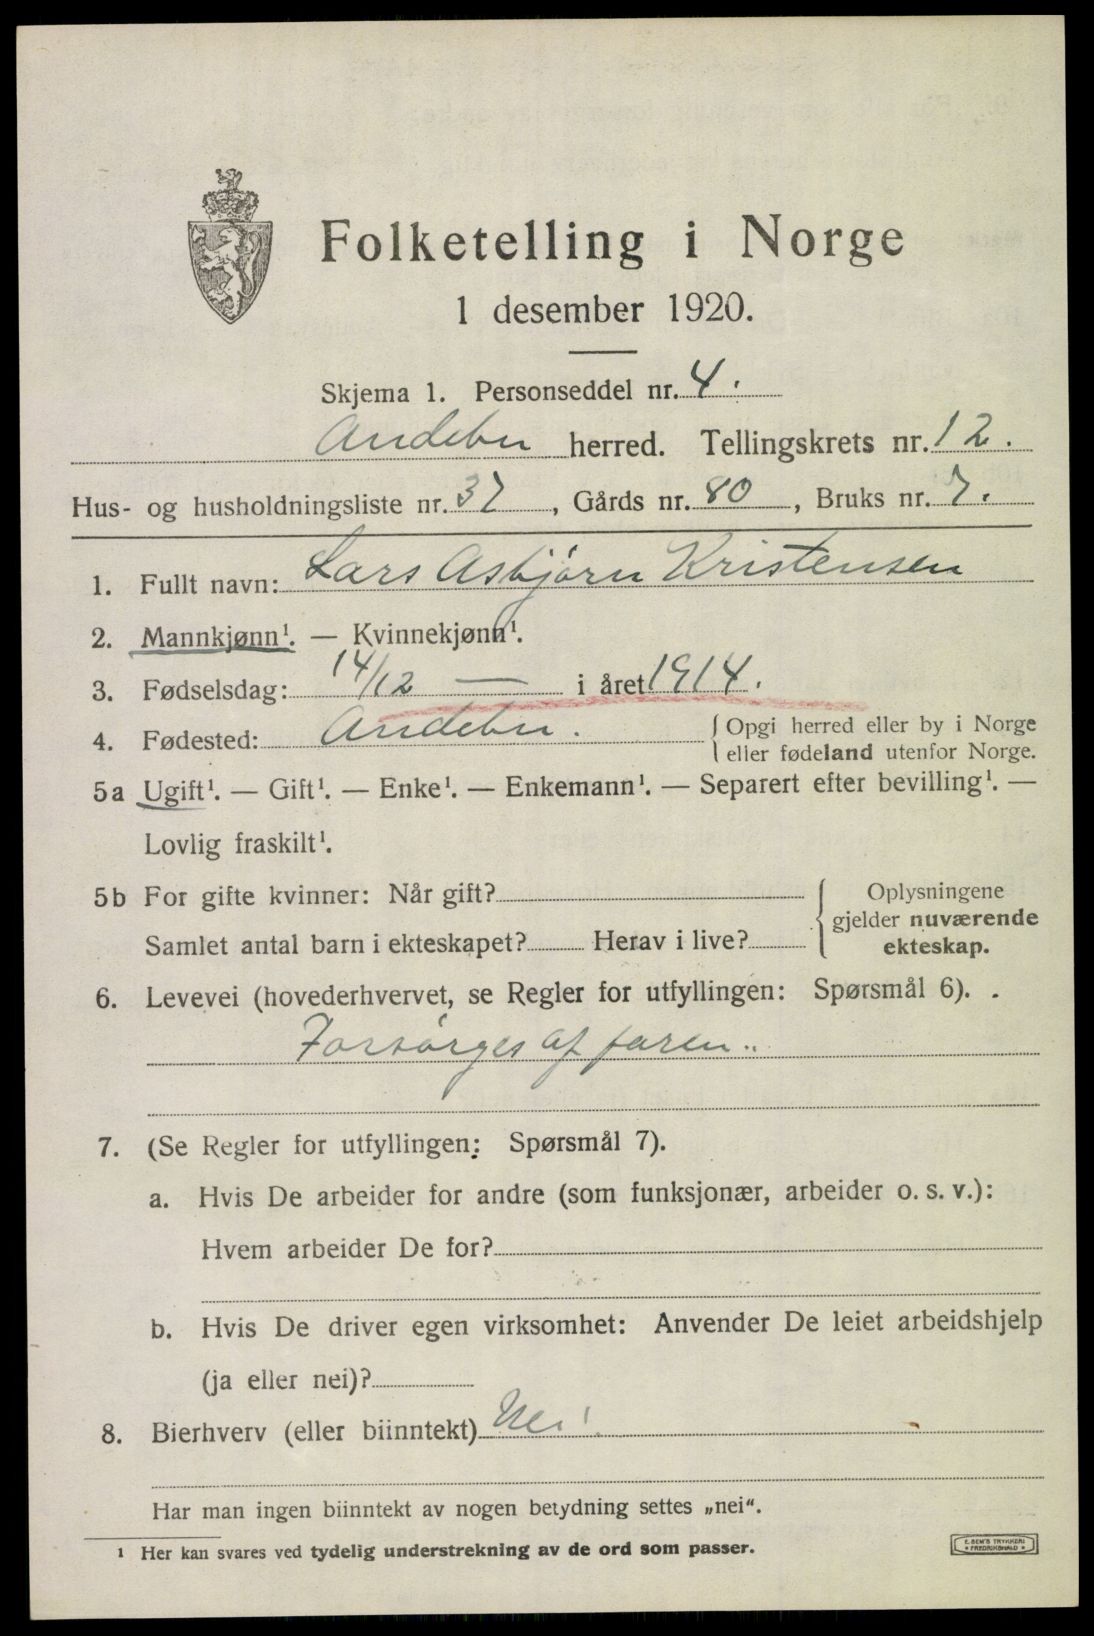 Folketelling i Norge
1 desember 1920.
Skjema 1. Personseddel nr. 4.
Andebu herred. Tellingskrets nr. 12.
Hus- og husholdningsliste nr. 37, Gårds nr. 80, Bruks nr. 7.
1. Fullt navn: Lars Asbjörn Kristensen
2. Mannkjønn¹. — Kvinnekjønn¹.
3. Fødselsdag: 14/12 — i året 1914.
4. Fødested: Andebu. { Opgi herred eller by i Norge
eller fødeland utenfor Norge.
5a Ugift¹. — Gift¹. — Enke¹. — Enkemann¹. — Separert efter bevilling¹. —
Lovlig fraskilt¹.
5b For gifte kvinner: Når gift? { Oplysningene
gjelder nuværende
Samlet antal barn i ekteskapet? Herav i live? ekteskap.
6. Levevei (hovederhvervet, se Regler for utfyllingen: Spørsmål 6).
Forsörges af faren.
7. (Se Regler for utfyllingen: Spørsmål 7).
a. Hvis De arbeider for andre (som funksjonær, arbeider o. s. v.):
Hvem arbeider De for?
b. Hvis De driver egen virksomhet: Anvender De leiet arbeidshjelp
(ja eller nei)?
8. Bierhverv (eller biinntekt) Nei.
Har man ingen biinntekt av nogen betydning settes „nei“.
¹ Her kan svares ved tydelig understrekning av de ord som passer.
E. SEM'S TRYKKERI
FREDRIKSHALD